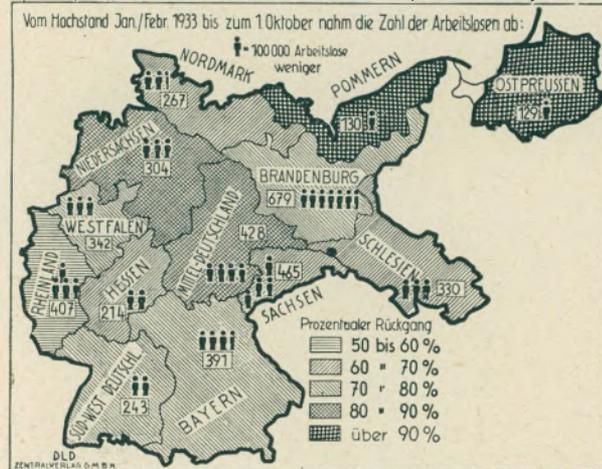 Vom Höchstand Jan./Febr. 1933 bis zum 1. Oktober nahm die Zahl der Arbeitslosen ab:
= 100 000 Arbeitslose
weniger
NORDMARK
267
POMMERN
130
OSTPREUSSEN
129
NIEDERSACHSEN
304
BRANDENBURG
679
WESTFALEN
342
MITTEL-DEUTSCHLAND
428
RHEINLAND
407
HESSEN
214
465
SACHSEN
SCHLESIEN
330
391
BAYERN
SÜD-WEST DEUTSCHL
243
Prozentualer Rückgang
50 bis 60 %
60 " 70 %
70 " 80 %
80 " 90 %
über 90 %
DLD
ZENTRALVERLAG G.M.B.H.